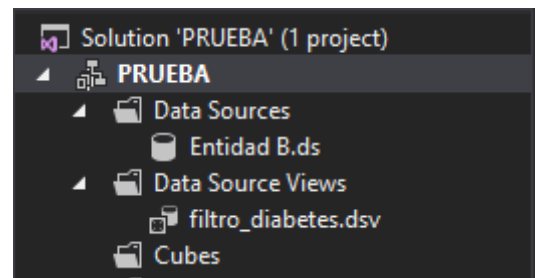 Solution 'PRUEBA' (1 project)
PRUEBA
Data Sources
Entidad B.ds
Data Source Views
filtro_diabetes.dsv
Cubes